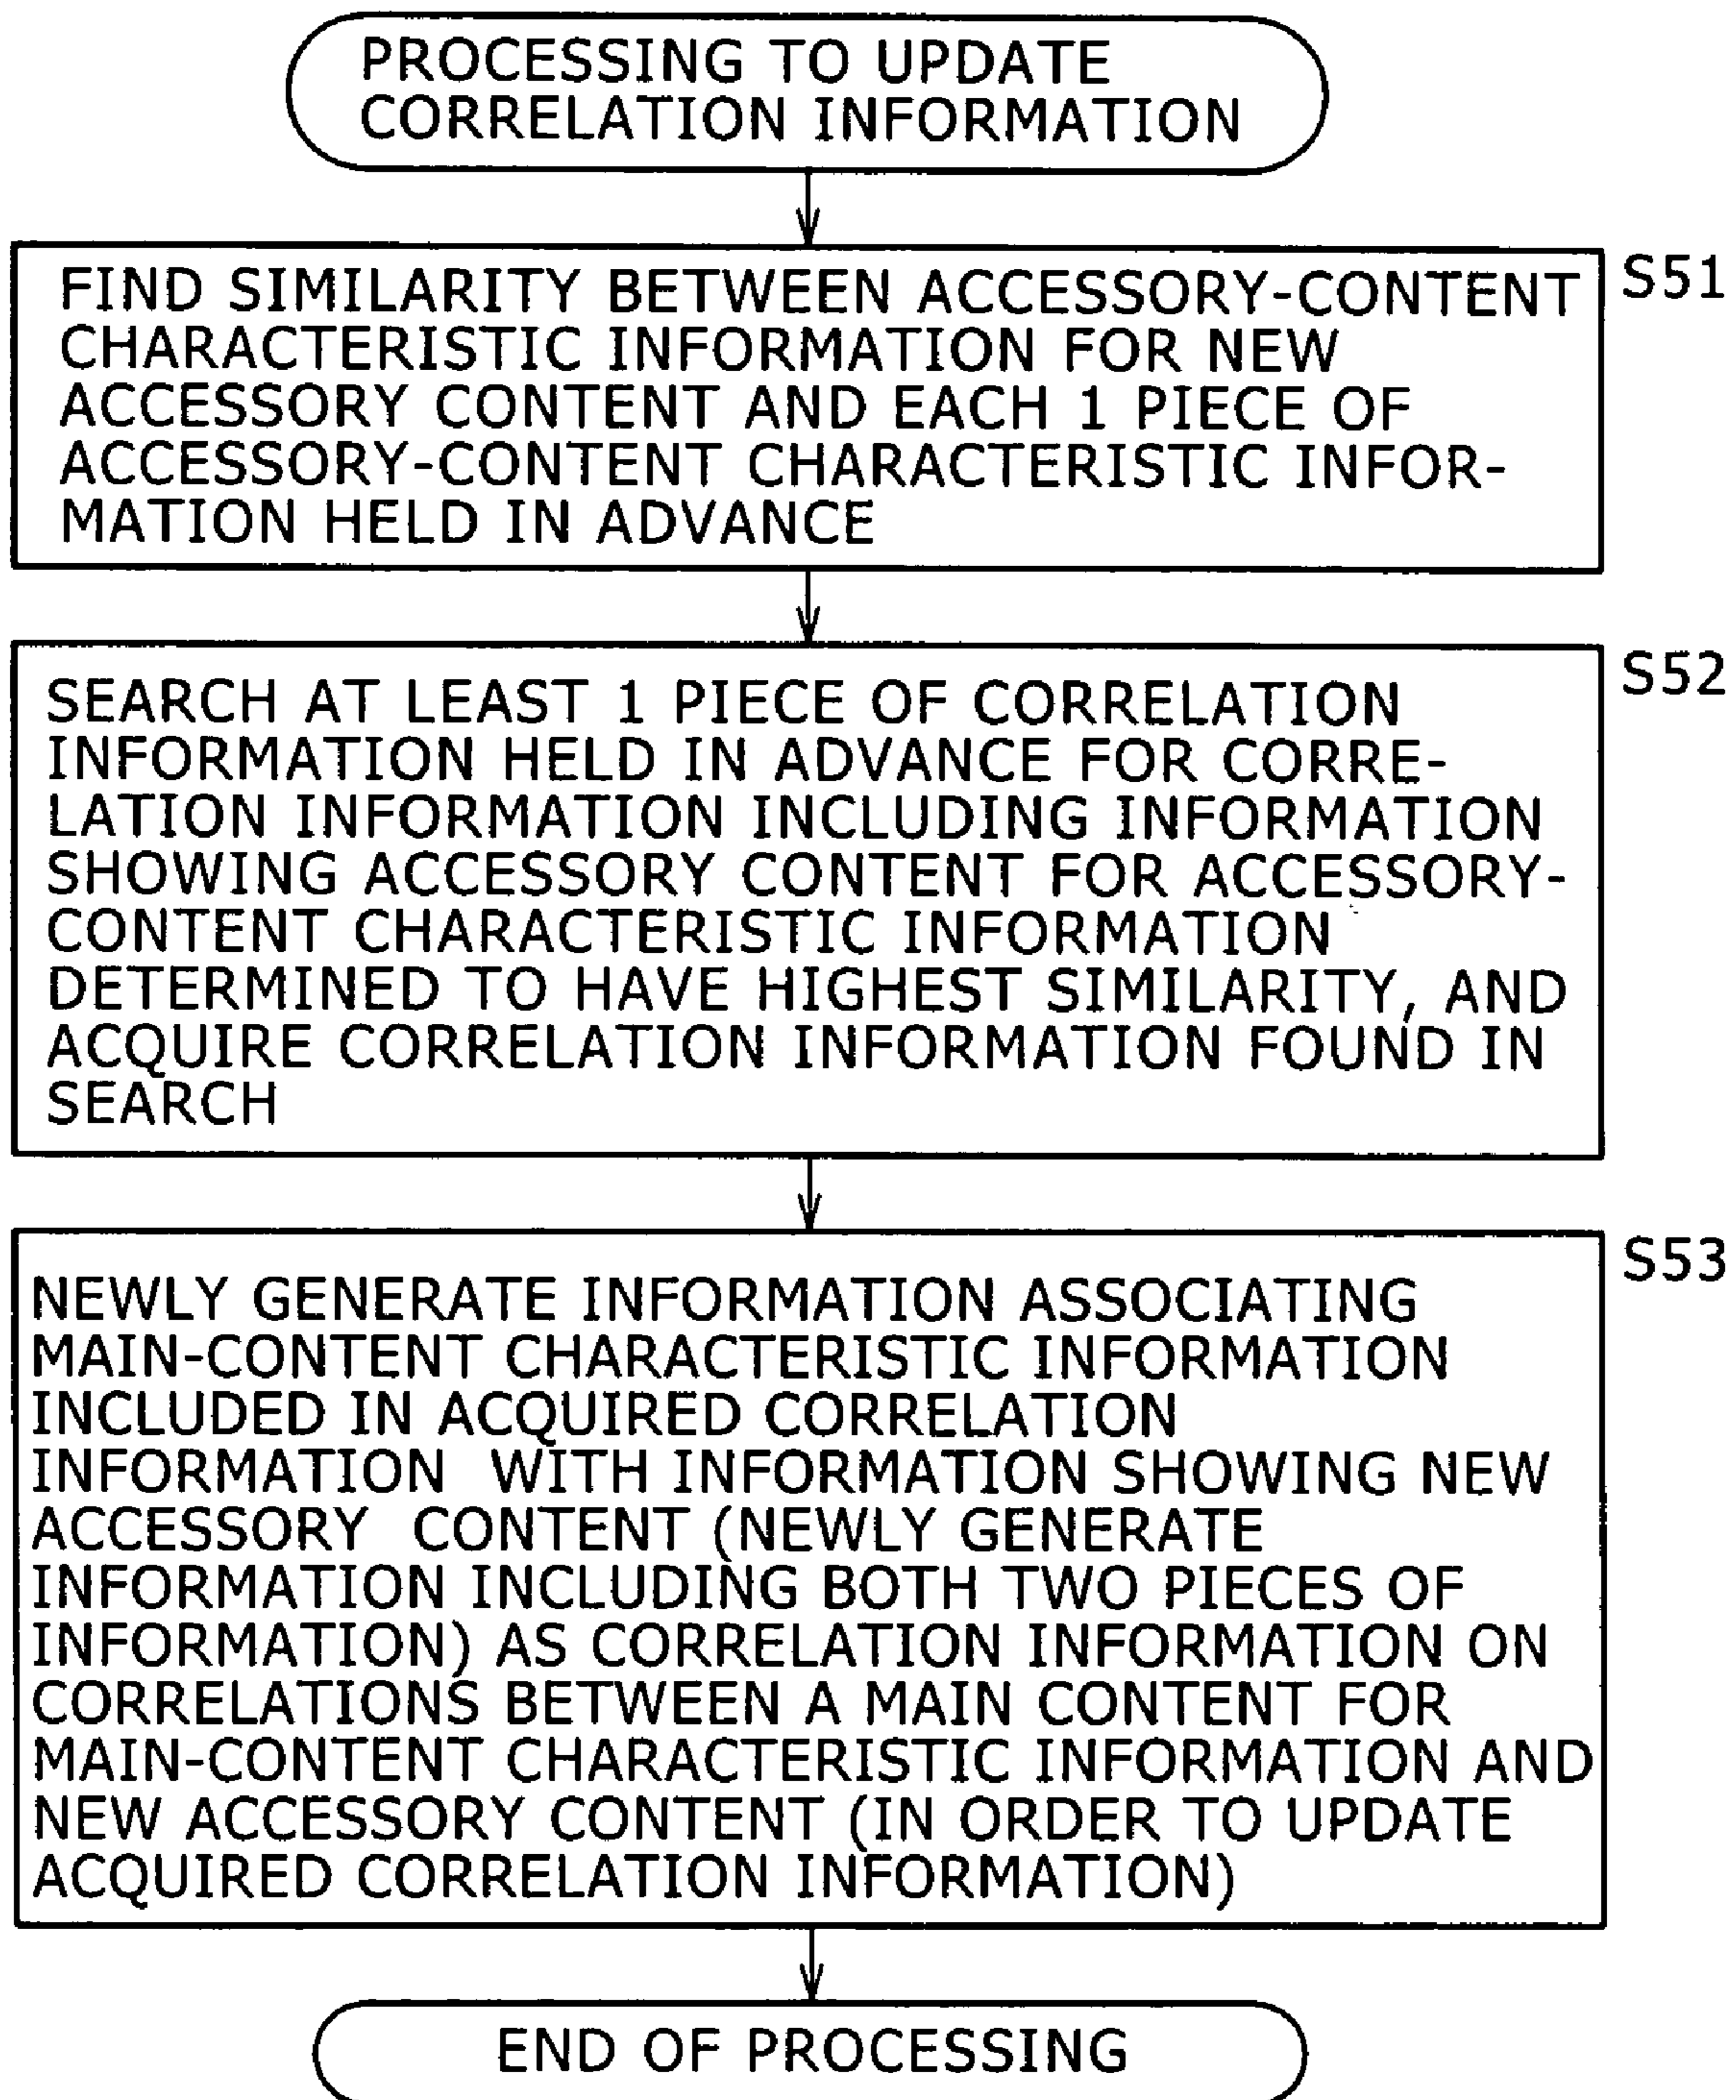 PROCESSING TO UPDATE
CORRELATION INFORMATION
S51
FIND SIMILARITY BETWEEN ACCESSORY-CONTENT
CHARACTERISTIC INFORMATION FOR NEW
ACCESSORY CONTENT AND EACH 1 PIECE OF
ACCESSORY-CONTENT CHARACTERISTIC INFOR-
MATION HELD IN ADVANCE
S52
SEARCH AT LEAST 1 PIECE OF CORRELATION
INFORMATION HELD IN ADVANCE FOR CORRE-
LATION INFORMATION INCLUDING INFORMATION
SHOWING ACCESSORY CONTENT FOR ACCESSORY-
CONTENT CHARACTERISTIC INFORMATION
DETERMINED TO HAVE HIGHEST SIMILARITY, AND
ACQUIRE CORRELATION INFORMATION FOUND IN
SEARCH
S53
NEWLY GENERATE INFORMATION ASSOCIATING
MAIN-CONTENT CHARACTERISTIC INFORMATION
INCLUDED IN ACQUIRED CORRELATION
INFORMATION WITH INFORMATION SHOWING NEW
ACCESSORY CONTENT (NEWLY GENERATE
INFORMATION INCLUDING BOTH TWO PIECES OF
INFORMATION) AS CORRELATION INFORMATION ON
CORRELATIONS BETWEEN A MAIN CONTENT FOR
MAIN-CONTENT CHARACTERISTIC INFORMATION AND
NEW ACCESSORY CONTENT (IN ORDER TO UPDATE
ACQUIRED CORRELATION INFORMATION)
END OF PROCESSING